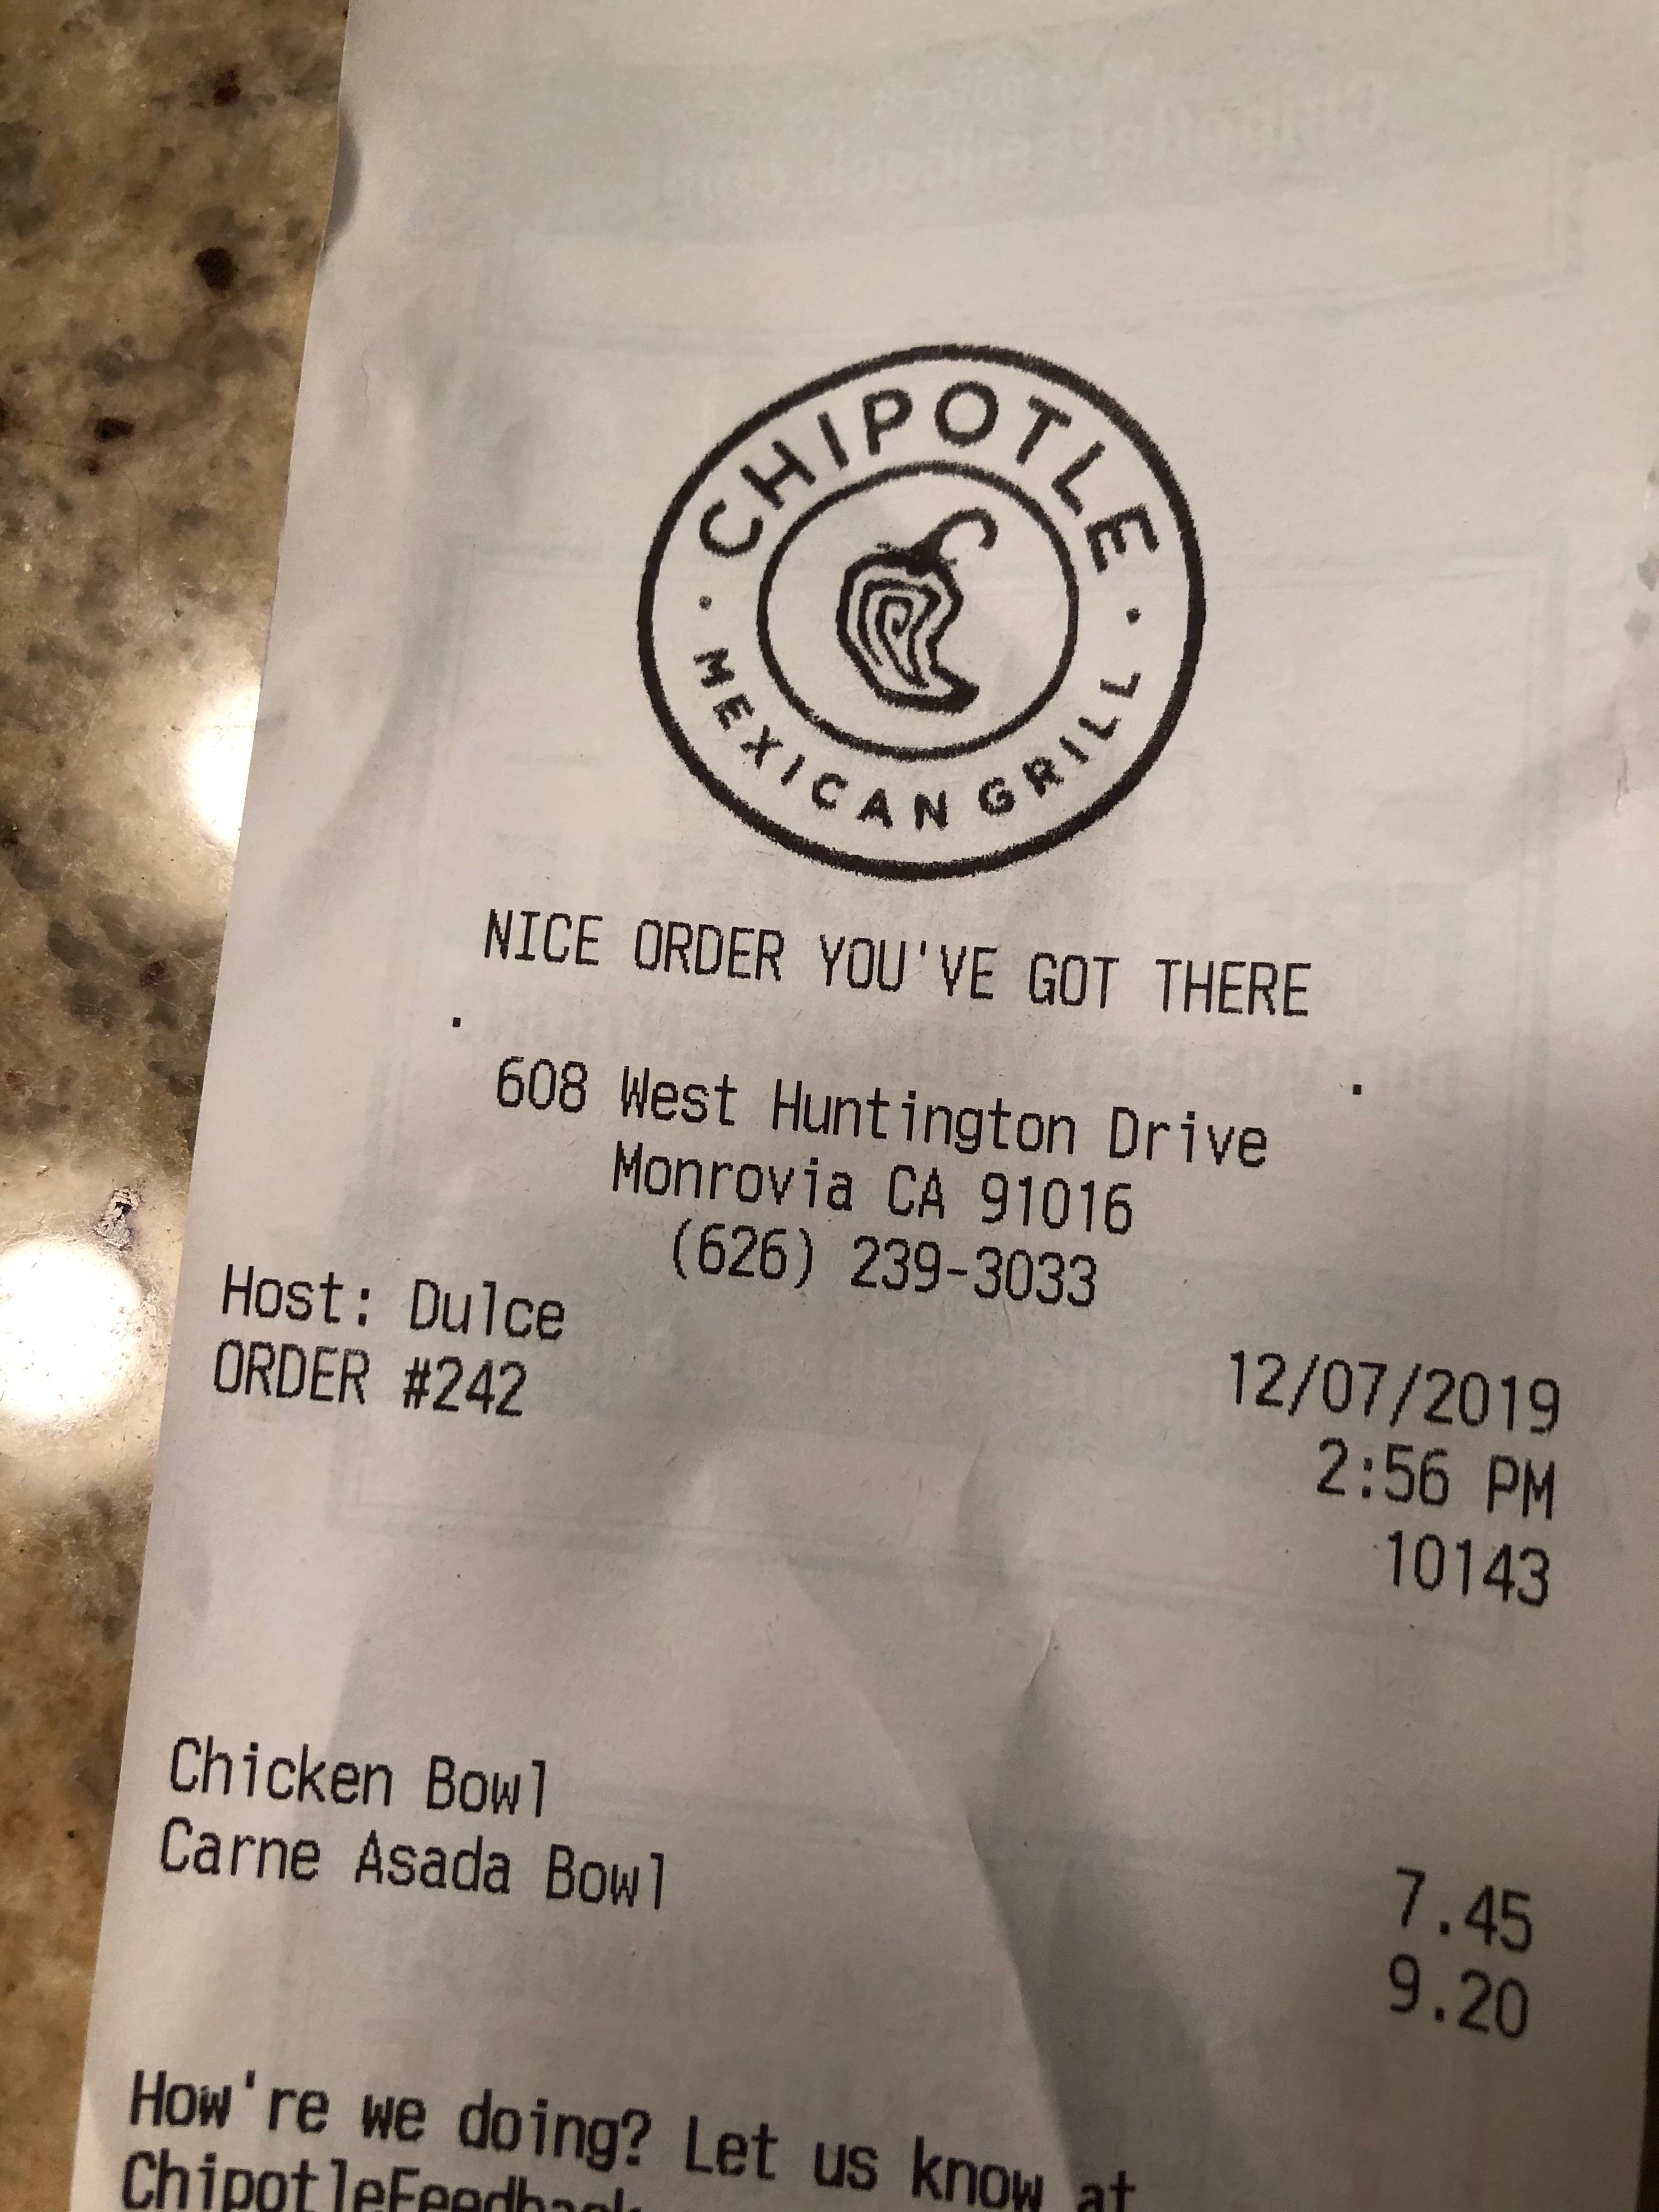 CHIPOTLE
MEXICAN GRILL
NICE ORDER YOU'VE GOT THERE
608 West Huntington Drive
Monrovia CA 91016
(626) 239-3033
Host: Dulce
ORDER #242 12/07/2019
2:56 PM
10143
Chicken Bowl 7.45
Carne Asada Bowl 9.20
How're we doing? Let us know at
ChipotleFeedback